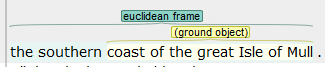 euclidean frame
(ground object)
the southern coast of the great Isle of Mull .